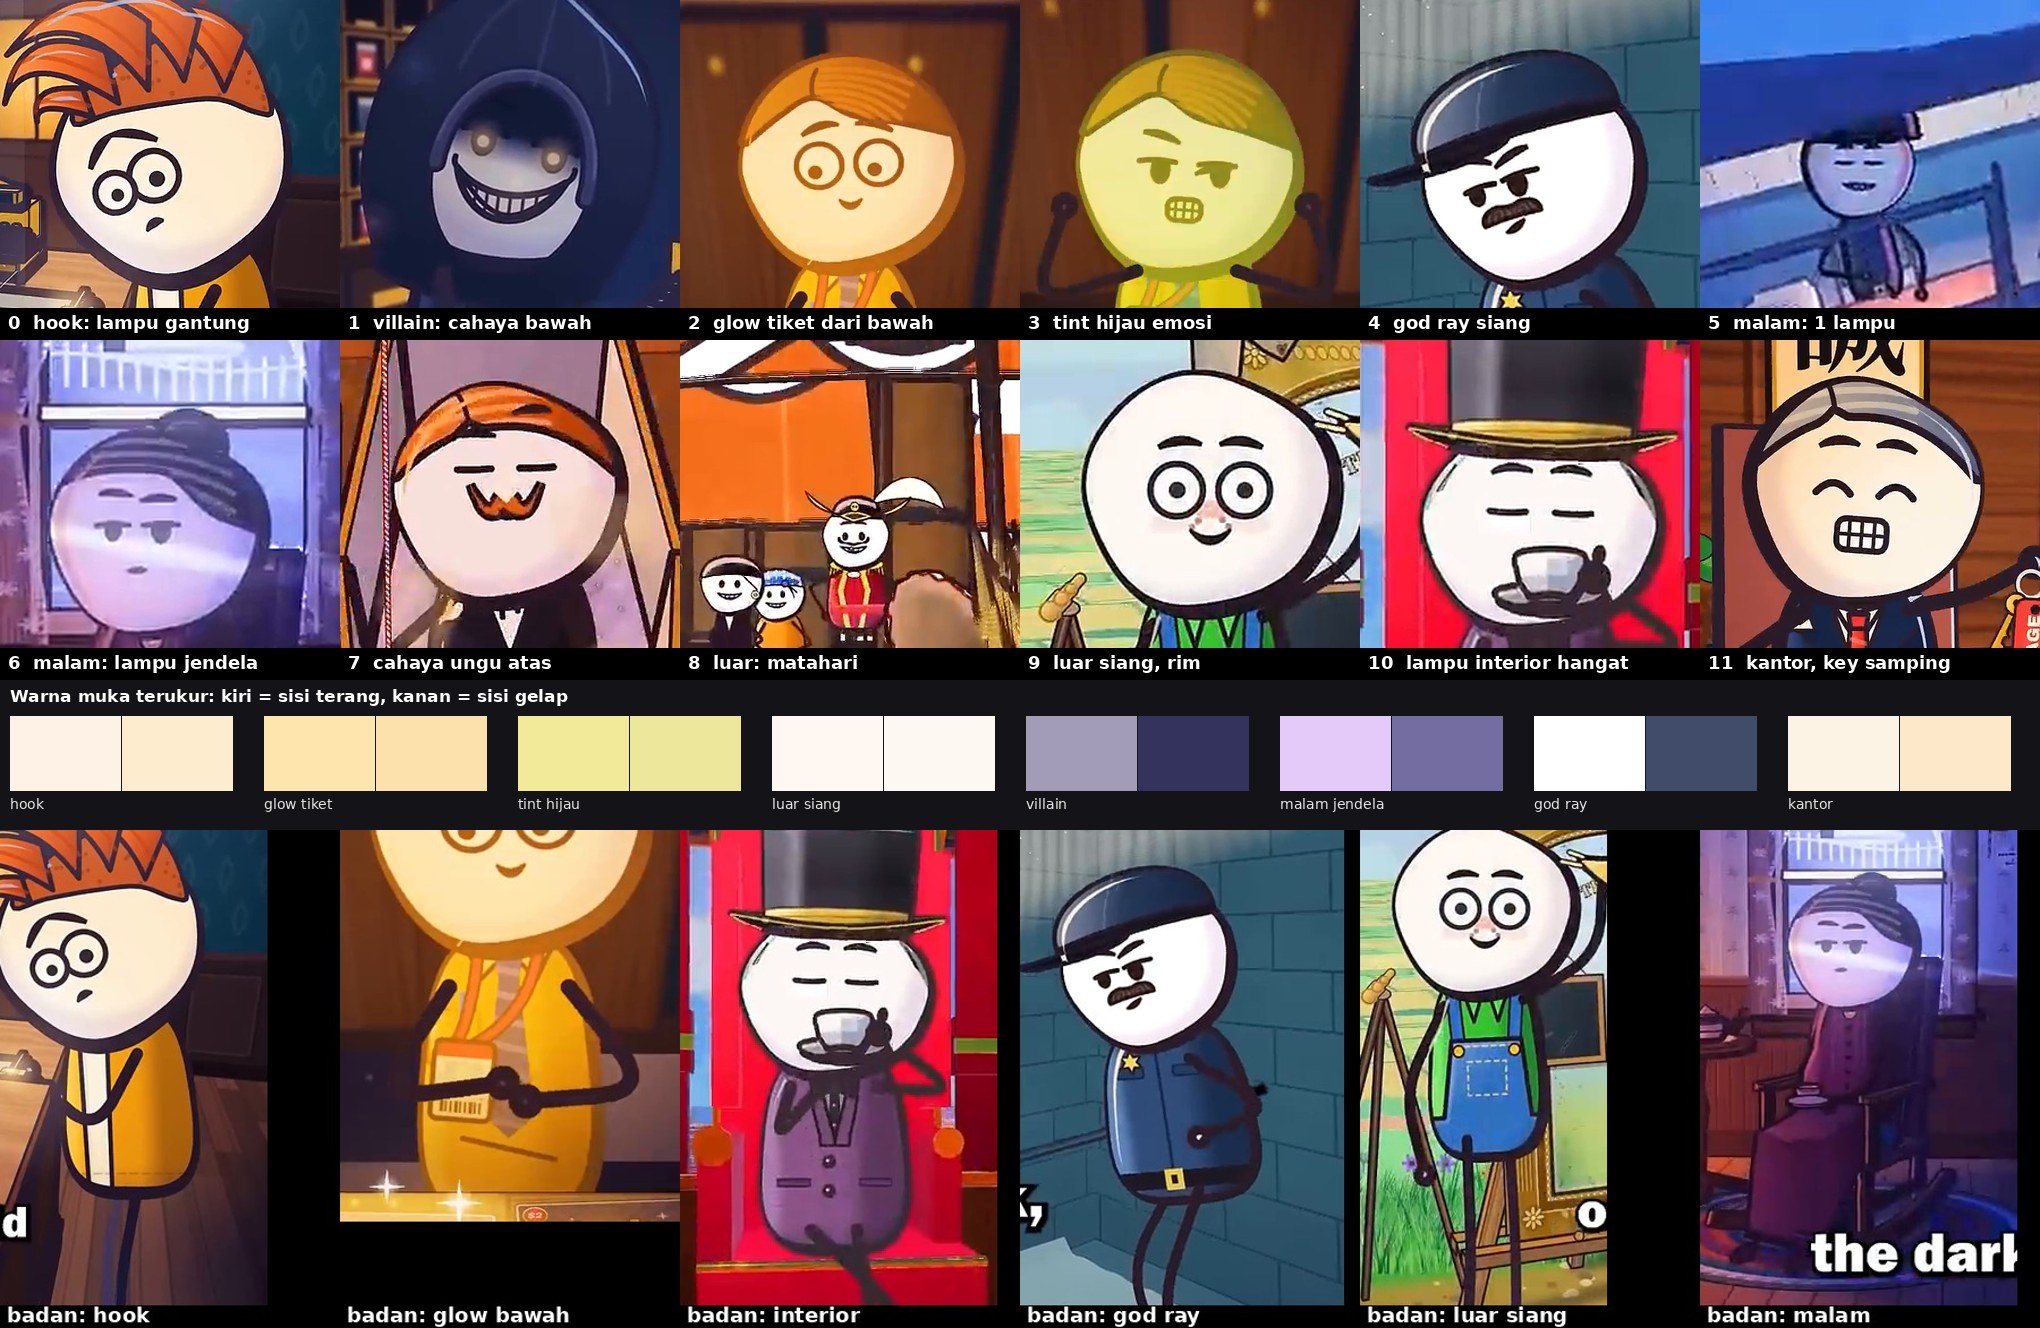 0 hook: lampu gantung
1 villain: cahaya bawah
2 glow tiket dari bawah
3 tint hijau emosi
4 god ray siang
5 malam: 1 lampu
誠
6 malam: lampu jendela
7 cahaya ungu atas
8 luar: matahari
9 luar siang, rim
10 lampu interior hangat
11 kantor, key samping
Warna muka terukur: kiri = sisi terang, kanan = sisi gelap
hook
glow tiket
tint hijau
luar siang
villain
malam jendela
god ray
kantor
d
$2
k,
o
the dark
badan: hook
badan: glow bawah
badan: interior
badan: god ray
badan: luar siang
badan: malam